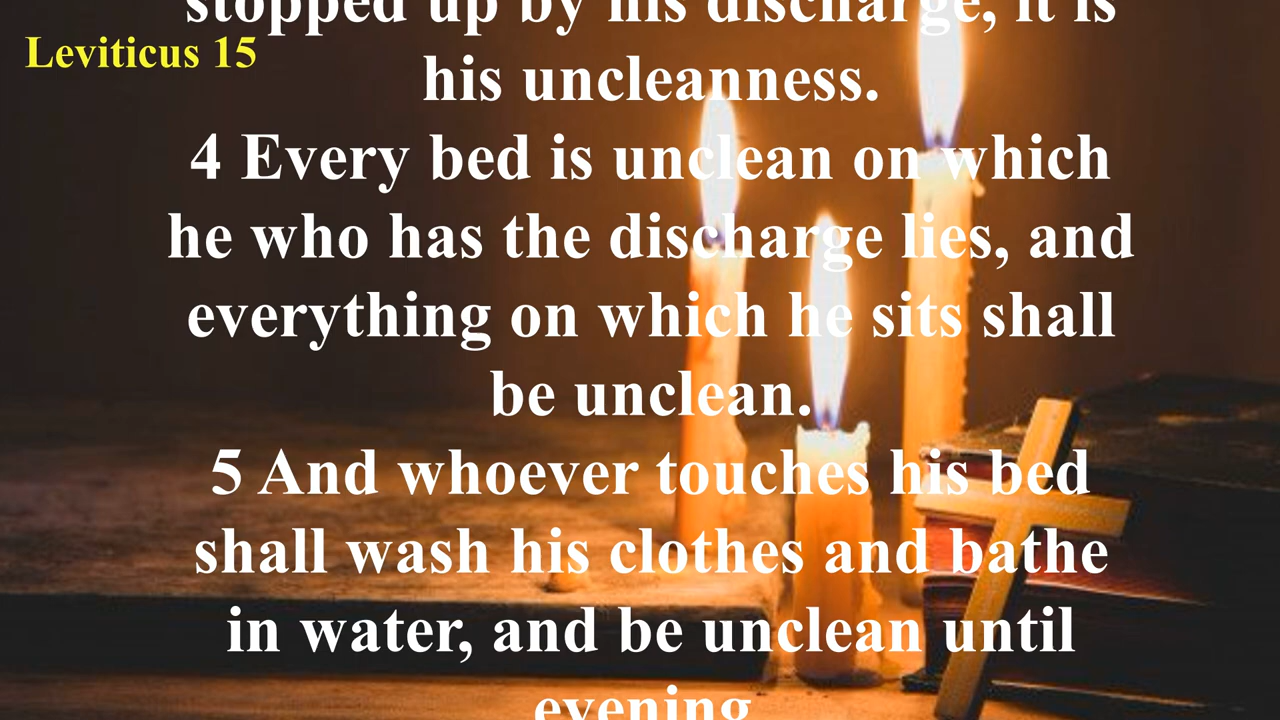 stopped up by his discharge, it is
Leviticus 15
his uncleanness.
4 Every bed is unclean on which
he who has the discharge lies, and
everything on which he sits shall
be unclean.
5 And whoever touches his bed
shall wash his clothes and bathe
in water, and be unclean until
evening.